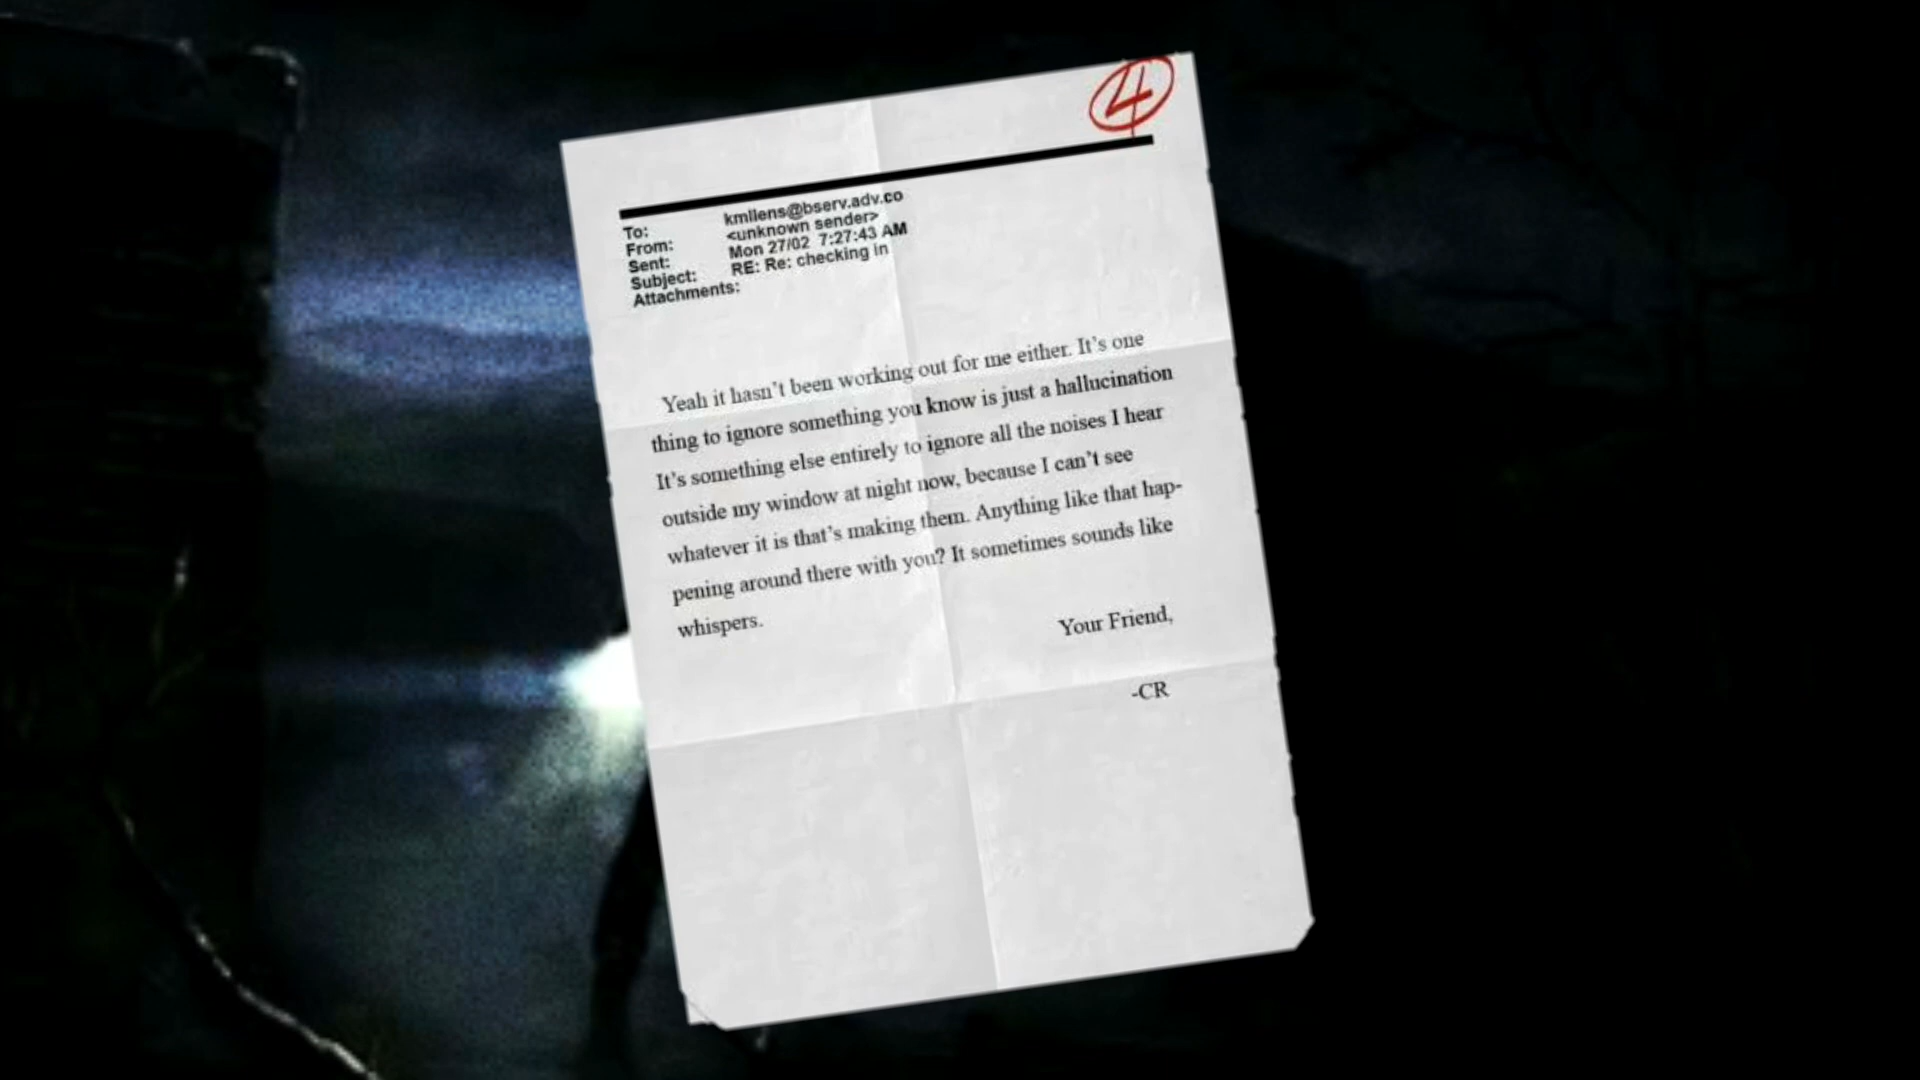 4
To: kmilens@bserv.adv.co
From: <unknown sender>
Sent: Mon 27/02 7:27:43 AM
Subject: RE: Re: checking in
Attachments:
Yeah it hasn't been working out for me either. It's one
thing to ignore something you know is just a hallucination
It's something else entirely to ignore all the noises I hear
outside my window at night now, because I can't see
whatever it is that's making them. Anything like that hap-
pening around there with you? It sometimes sounds like
whispers.
Your Friend,
-CR